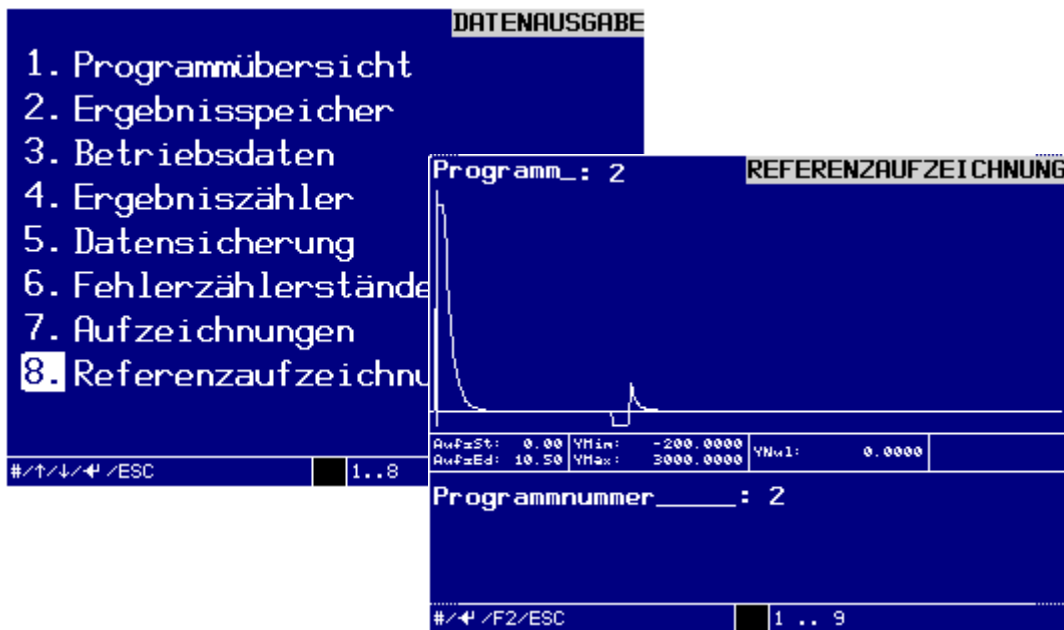 DATENAUSGABE
1. Programmübersicht
2. Ergebnisspeicher
3. Betriebsdaten
4. Ergebniszähler
5. Datensicherung
6. Fehlerzählerstände
7. Aufzeichnungen
8. Referenzaufzeichnu
#/↑/↓/↵ /ESC 1..8
Programm_: 2 REFERENZAUFZEICHNUNG
AufzSt: 0.00 YMin: -200.0000 YNul: 0.0000
AufzEd: 10.50 YMax: 3000.0000
Programmnummer______: 2
#/↵ /F2/ESC 1 .. 9